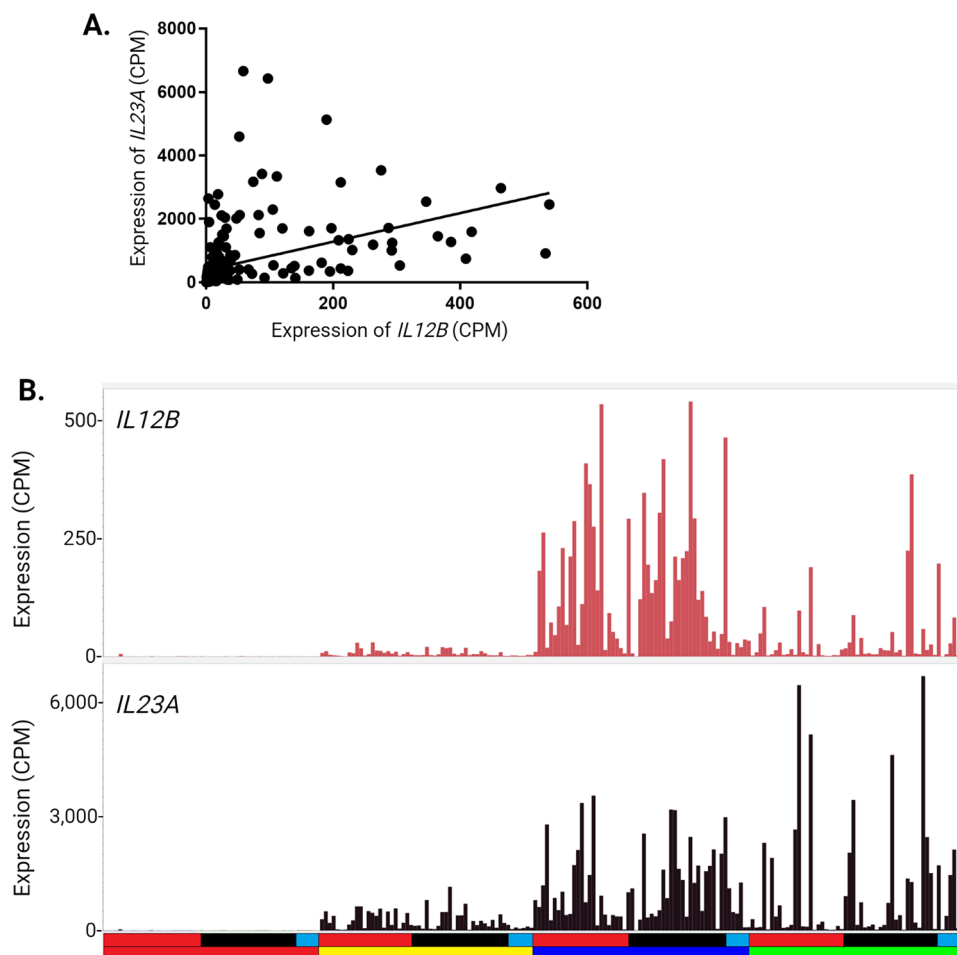 A.
Expression of IL23A (CPM)
8000
6000
4000
2000
0
0 200 400 600
Expression of IL12B (CPM)
B.
Expression (CPM)
500
250
0
IL12B
Expression (CPM)
6,000
3,000
0
IL23A